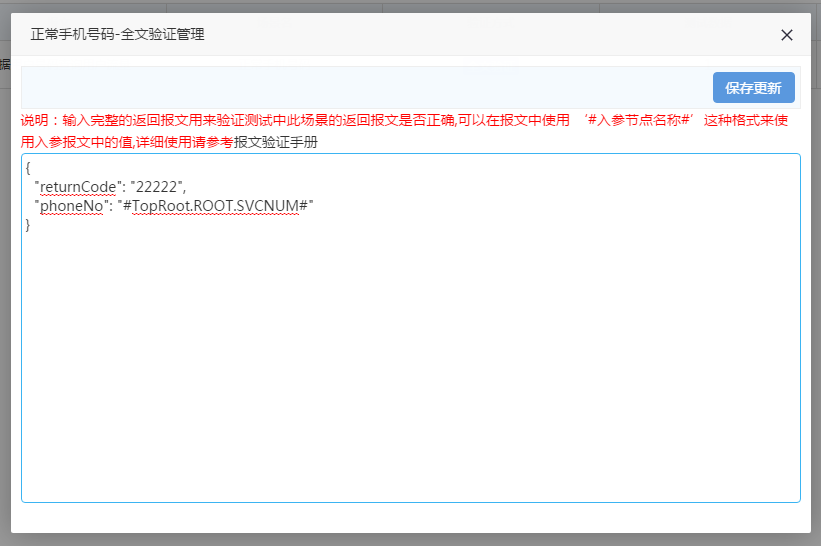 正常手机号码-全文验证管理
据
保存更新
说明：输入完整的返回报文用来验证测试中此场景的返回报文是否正确,可以在报文中使用 ‘#入参节点名称#’ 这种格式来使
用入参报文中的值,详细使用请参考报文验证手册
{
"returnCode": "22222",
"phoneNo": "#TopRoot.ROOT.SVCNUM#"
}